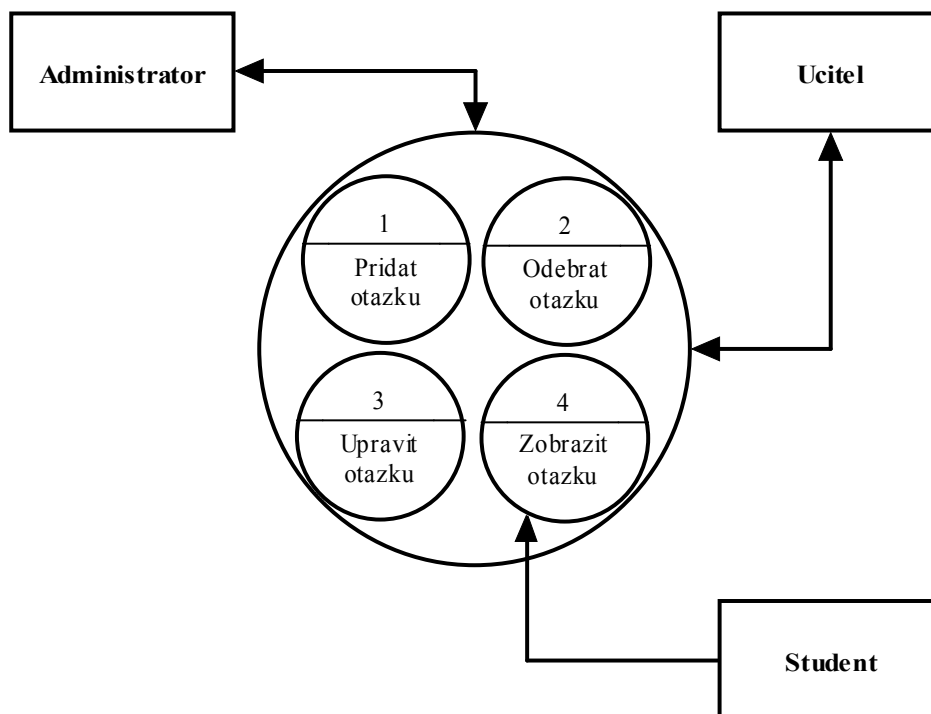 Administrator
Ucitel
1
Pridat
otazku
2
Odebrat
otazku
3
Upravit
otazku
4
Zobrazit
otazku
Student